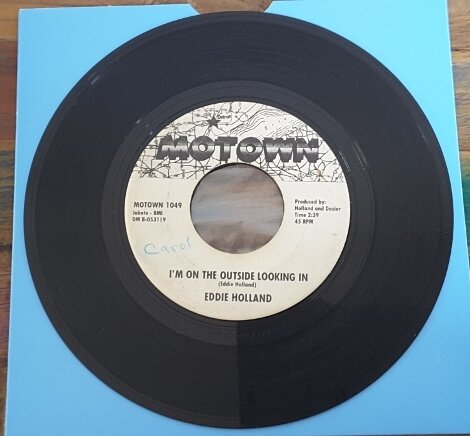 MOTOWN
MOTOWN 1049
Jobete - BMI
DM B-053119
Produced by:
Holland and Dozier
Time 2:39
45 RPM
Carol
I'M ON THE OUTSIDE LOOKING IN
(Eddie Holland)
EDDIE HOLLAND